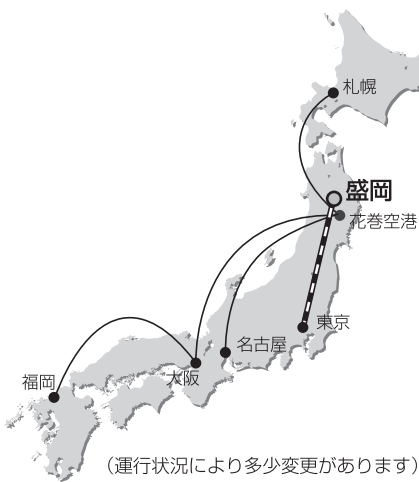 札幌
盛岡
花巻空港
東京
名古屋
大阪
福岡
（運行状況により多少変更があります）